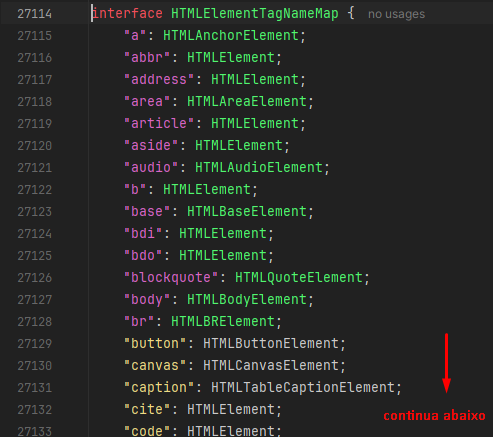 27114 interface HTMLElementTagNameMap { no usages
27115 "a": HTMLAnchorElement;
27116 "abbr": HTMLElement;
27117 "address": HTMLElement;
27118 "area": HTMLAreaElement;
27119 "article": HTMLElement;
27120 "aside": HTMLElement;
27121 "audio": HTMLAudioElement;
27122 "b": HTMLElement;
27123 "base": HTMLBaseElement;
27124 "bdi": HTMLElement;
27125 "bdo": HTMLElement;
27126 "blockquote": HTMLQuoteElement;
27127 "body": HTMLBodyElement;
27128 "br": HTMLBRElement;
27129 "button": HTMLButtonElement;
27130 "canvas": HTMLCanvasElement;
27131 "caption": HTMLTableCaptionElement;
27132 "cite": HTMLElement;
continua abaixo
27133 "code": HTMLElement;